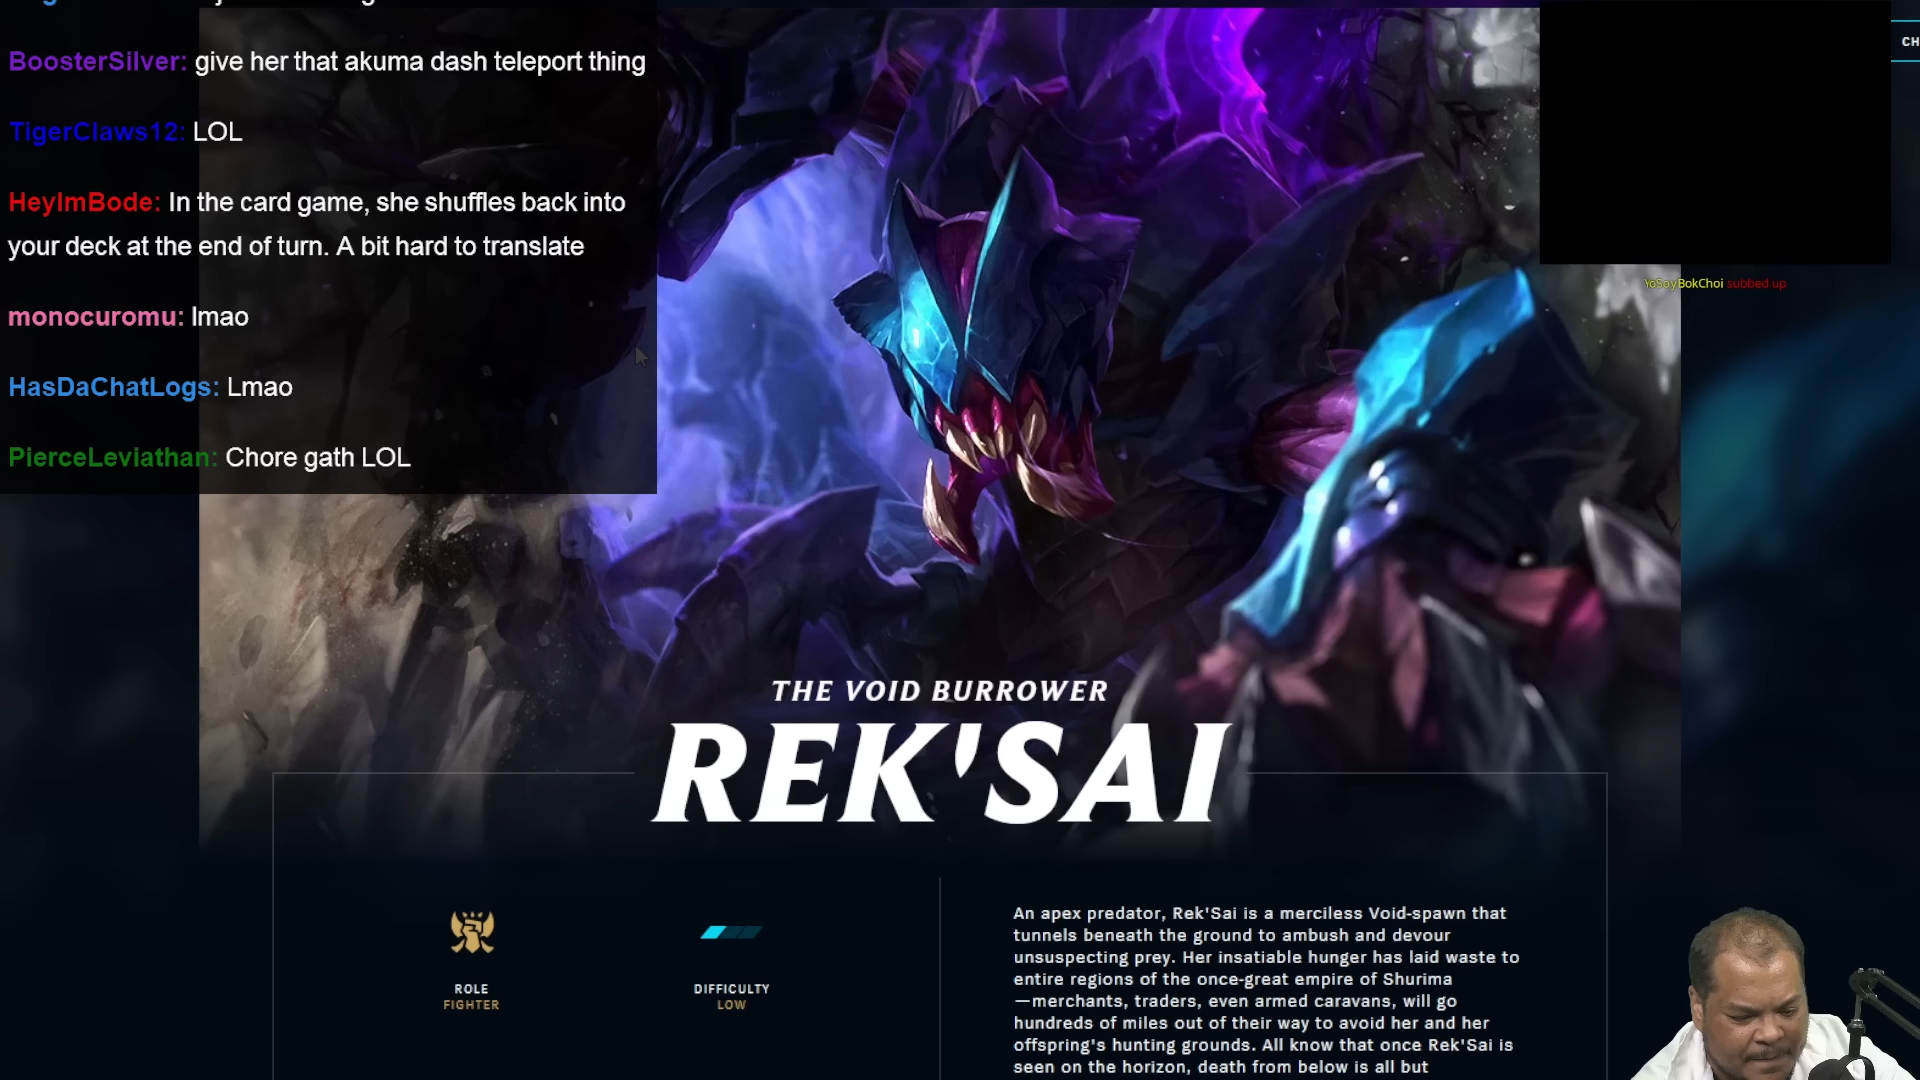 BoosterSilver: give her that akuma dash teleport thing
TigerClaws12: LOL
HeyImBode: In the card game, she shuffles back into
your deck at the end of turn. A bit hard to translate
monocuromu: lmao
HasDaChatLogs: Lmao
PierceLeviathan: Chore gath LOL
CH
YoSoyBokChoi subbed up
THE VOID BURROWER
REK'SAI
ROLE
FIGHTER
DIFFICULTY
LOW
An apex predator, Rek'Sai is a merciless Void-spawn that
tunnels beneath the ground to ambush and devour
unsuspecting prey. Her insatiable hunger has laid waste to
entire regions of the once-great empire of Shurima
—merchants, traders, even armed caravans, will go
hundreds of miles out of their way to avoid her and her
offspring's hunting grounds. All know that once Rek'Sai is
seen on the horizon, death from below is all but